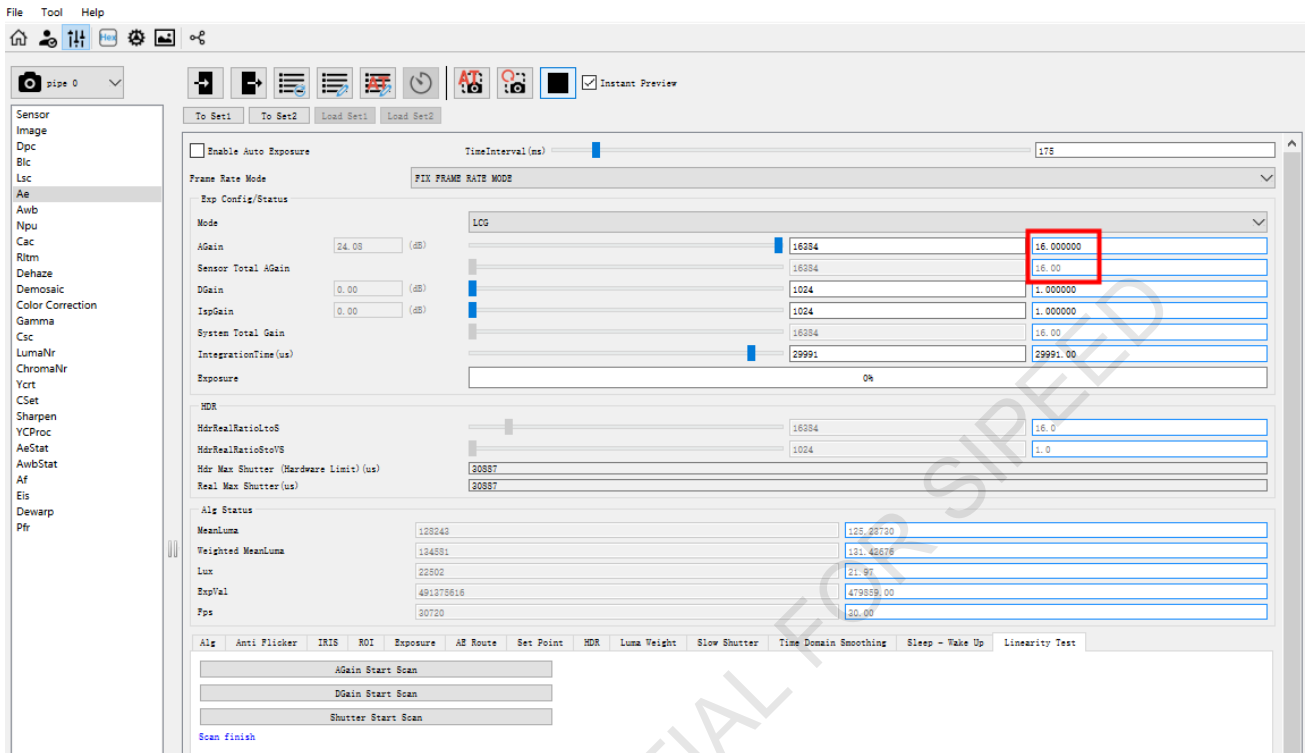 File Tool Help
Hex
pipe 0
AT
AT
Instant Preview
To Set1 To Set2 Load Set1 Load Set2
Sensor
Image
Dpc
Blc
Lsc
Ae
Awb
Npu
Cac
Rltm
Dehaze
Demosaic
Color Correction
Gamma
Csc
LumaNr
ChromaNr
Ycrt
CSet
Sharpen
YCProc
AeStat
AwbStat
Af
Eis
Dewarp
Pfr
Enable Auto Exposure TimeInterval(ms) 175
Frame Rate Mode FIX FRAME RATE MODE
Exp Config/Status
Mode LCG
AGain 24.08 (dB) 16384 16.000000
Sensor Total AGain 16384 16.00
DGain 0.00 (dB) 1024 1.000000
IspGain 0.00 (dB) 1024 1.000000
System Total Gain 16384 16.00
IntegrationTime(us) 29991 29991.00
Exposure 0%
HDR
HdrRealRatioLtoS 16384 16.0
HdrRealRatioStoVS 1024 1.0
Hdr Max Shutter (Hardware Limit)(us) 30887
Real Max Shutter(us) 30887
Alg Status
MeanLuma 128243 125.23730
Weighted MeanLuma 134581 131.42676
Lux 22502 21.97
ExpVal 491375616 479859.00
Fps 30720 30.00
Alg Anti Flicker IRIS ROI Exposure AE Route Set Point HDR Luma Weight Slow Shutter Time Domain Smoothing Sleep - Wake Up Linearity Test
AGain Start Scan
DGain Start Scan
Shutter Start Scan
Scan finish
IAL FOR SIPEED